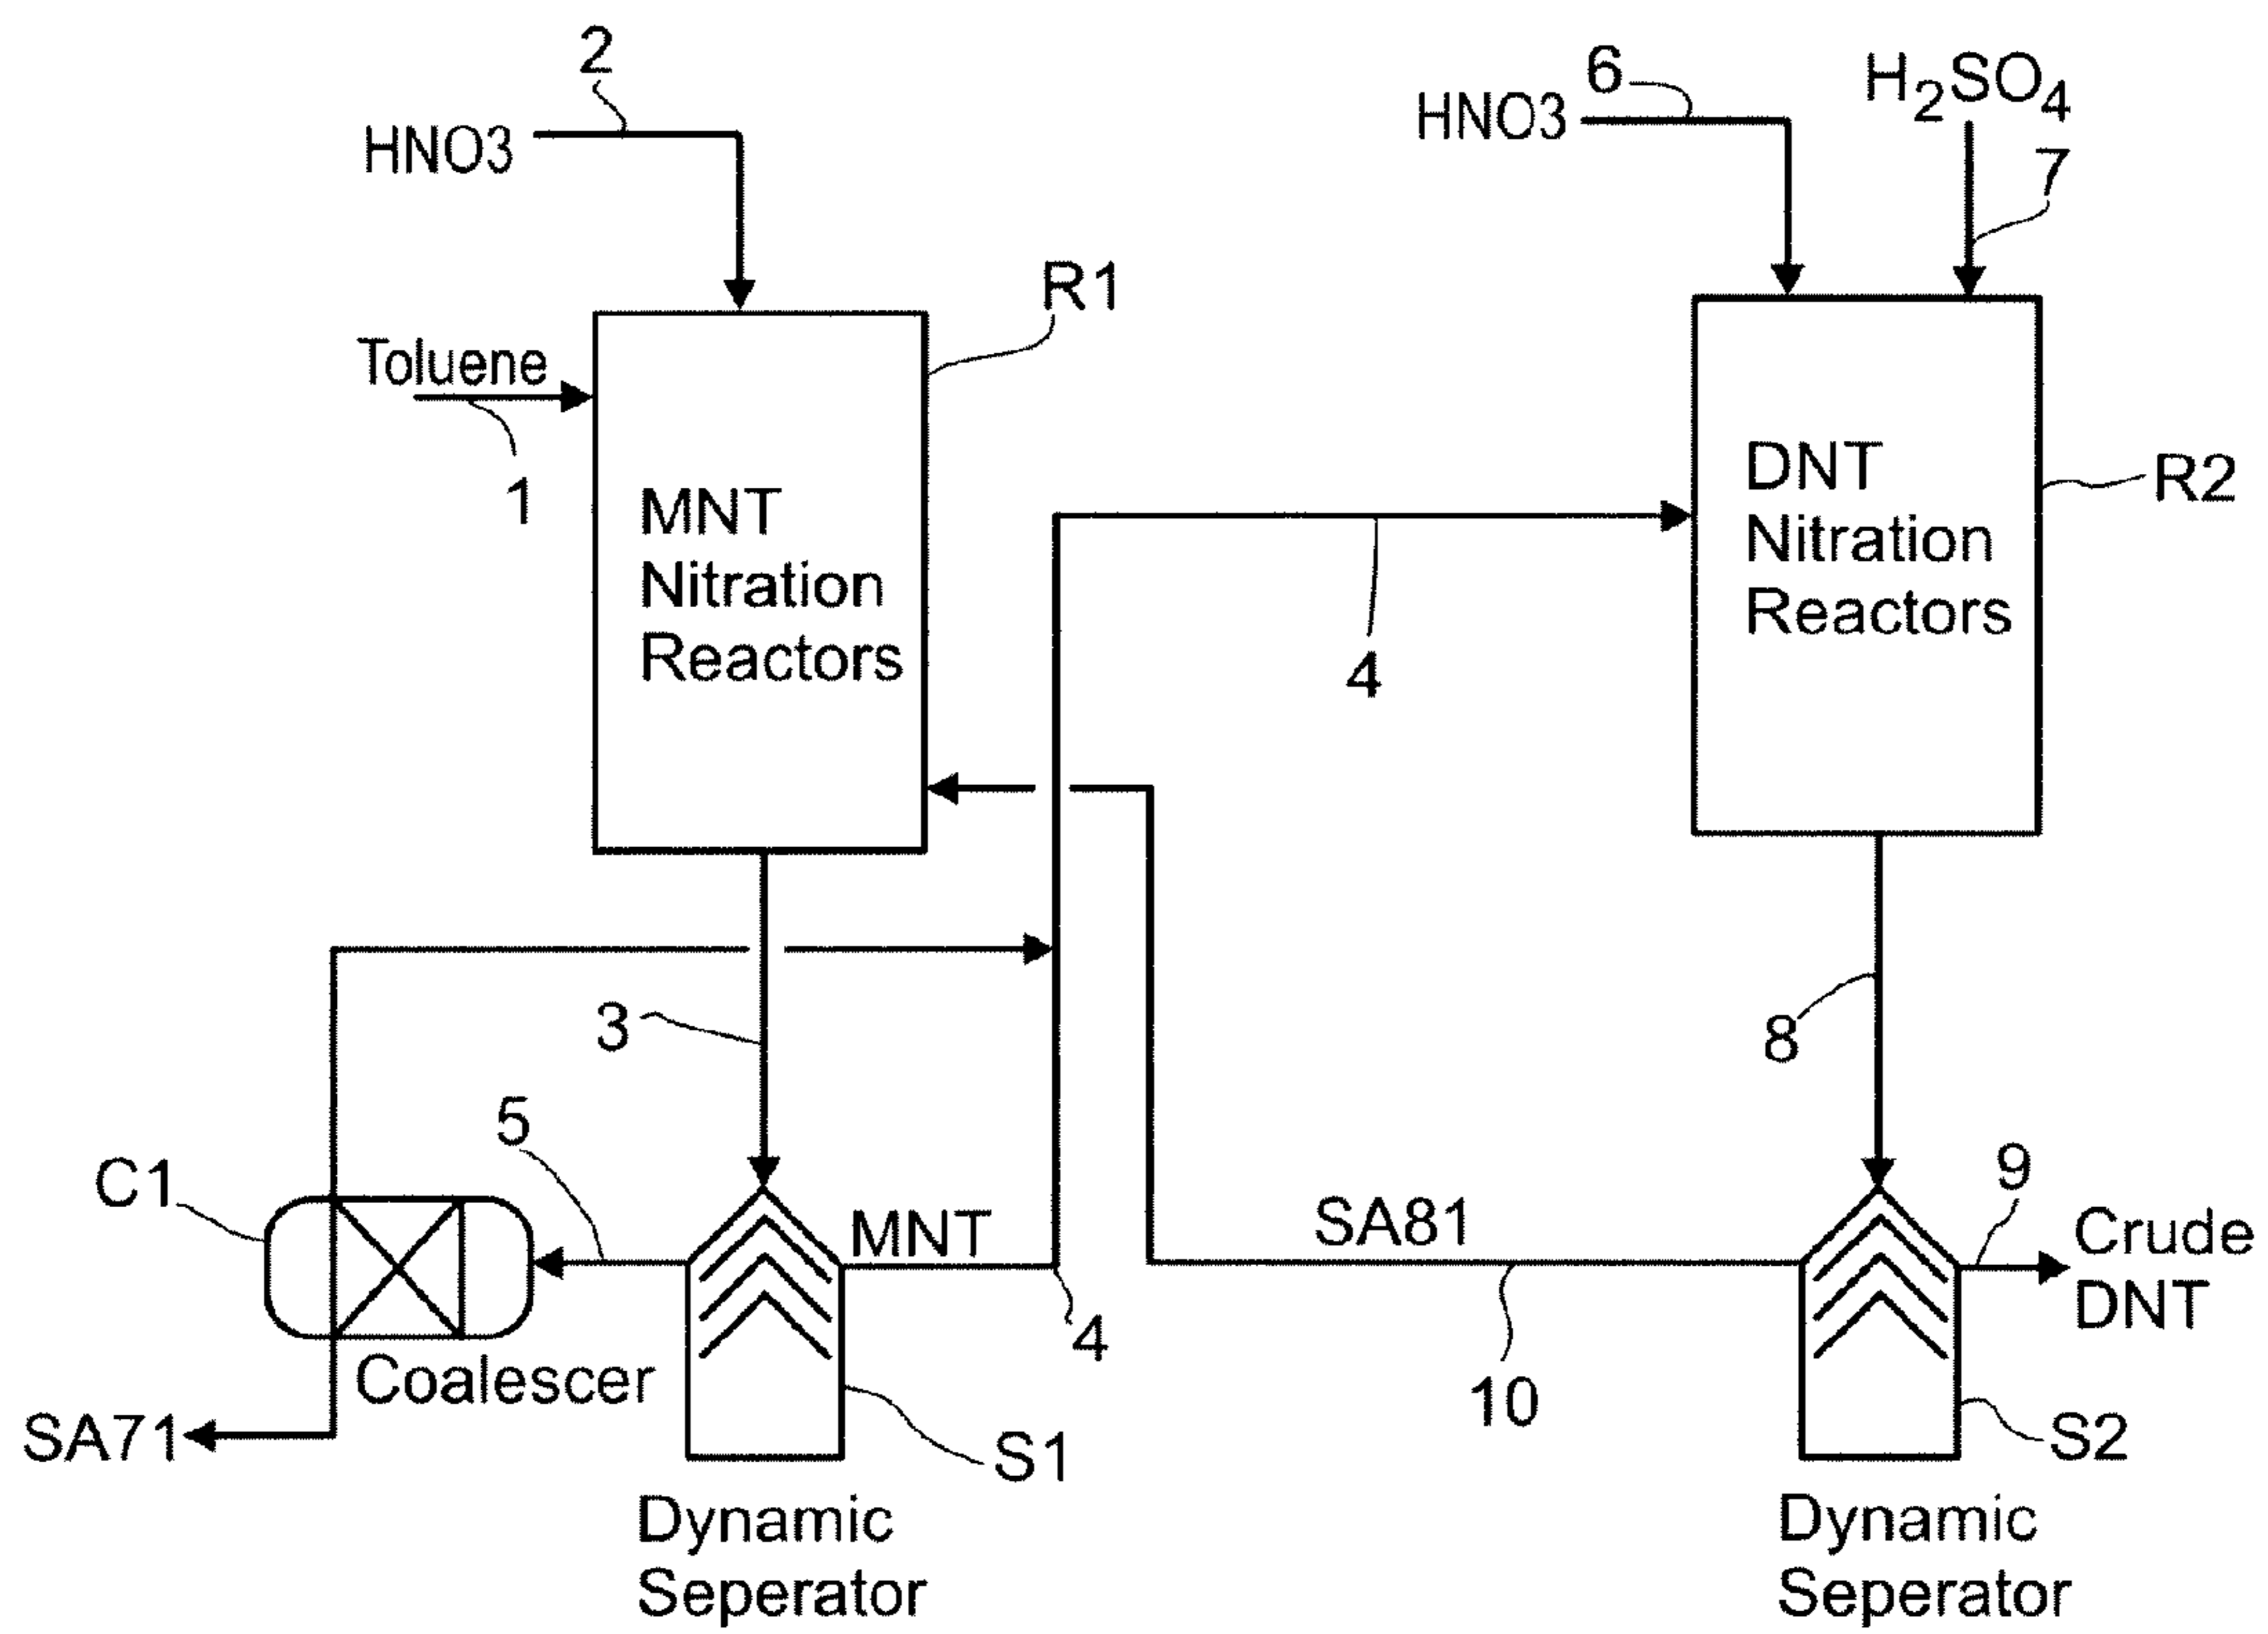 2
HNO3
6
HNO3
H2SO4
7
R1
Toluene
1
MNT
Nitration
Reactors
DNT
Nitration
Reactors
R2
4
3
8
5
C1
MNT
SA81
9
Crude
DNT
4
Coalescer
10
SA71
S1
S2
Dynamic
Seperator
Dynamic
Seperator